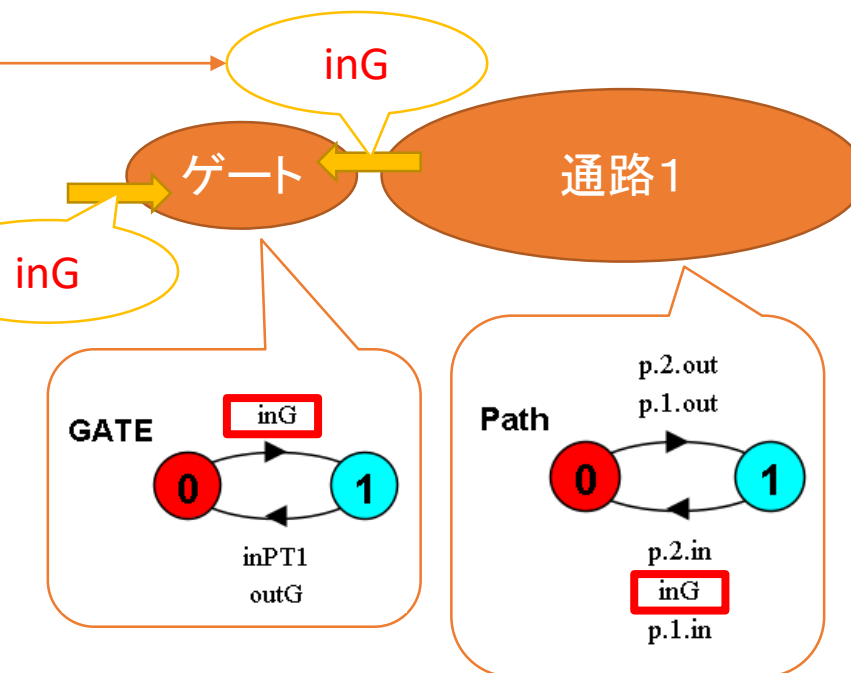 inG
ゲート
通路1
inG
GATE
inG
0
1
inPT1
outG
p.2.out
p.1.out
Path
0
1
p.2.in
inG
p.1.in